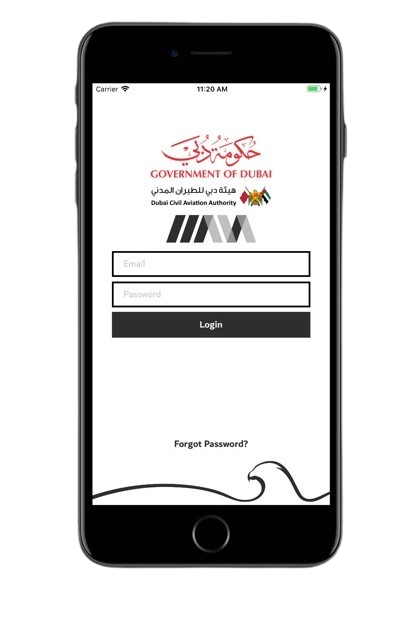 Carrier 11:20 AM
حكومة دبي
GOVERNMENT OF DUBAI
هيئة دبي للطيران المدني
Dubai Civil Aviation Authority
Email
Password
Login
Forgot Password?